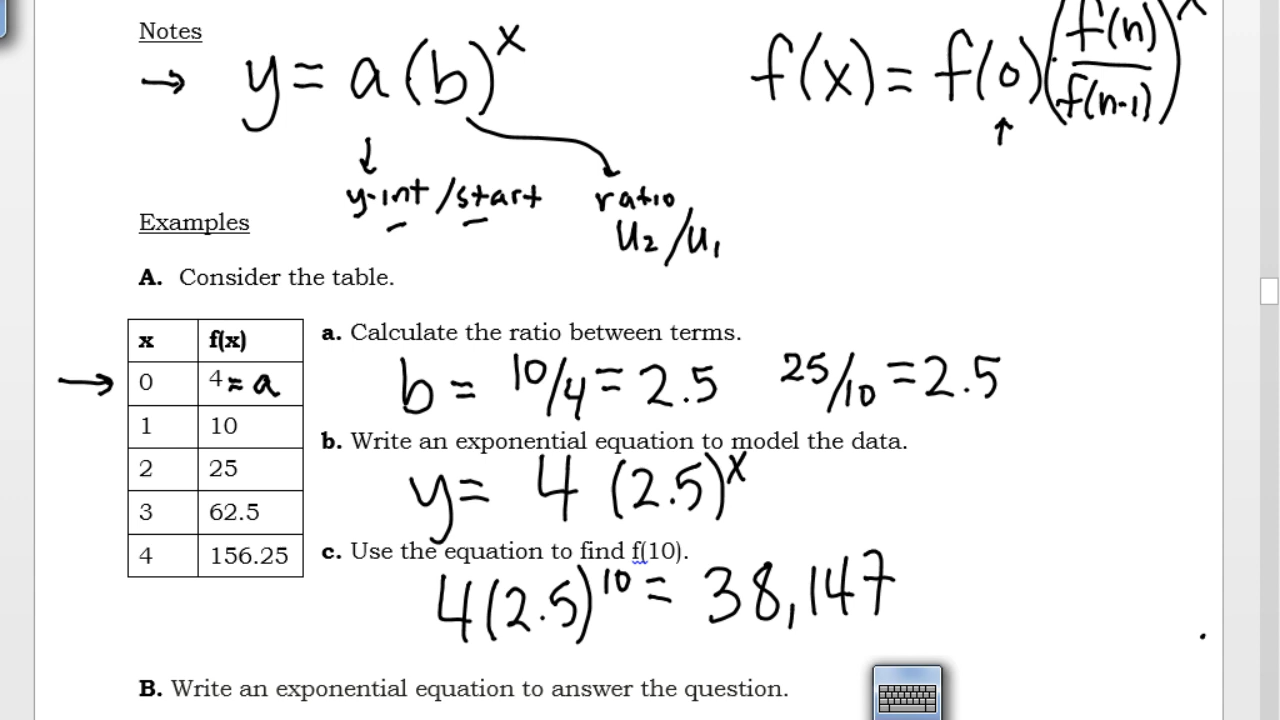 Notes
→ y = a(b)^x
f(x) = f(0)(f(n)/f(n-1))^x
y-int/start
ratio
u₂/u₁
Examples
A. Consider the table.
x f(x)
0 4 = a
1 10
2 25
3 62.5
4 156.25
a. Calculate the ratio between terms.
b = 10/4 = 2.5 25/10 = 2.5
b. Write an exponential equation to model the data.
y = 4 (2.5)^x
c. Use the equation to find f(10).
4(2.5)^10 = 38,147
B. Write an exponential equation to answer the question.